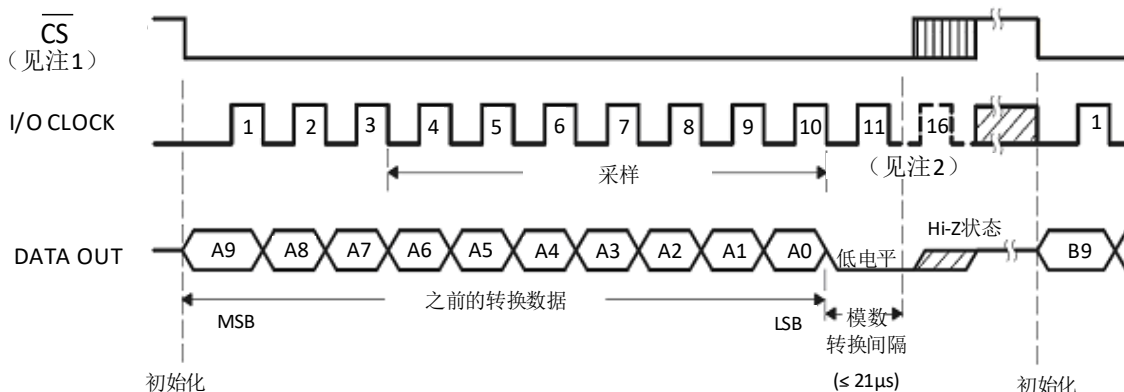 CS
（见注1）
I/O CLOCK
1 2 3 4 5 6 7 8 9 10 11 16 1
采样
（见注2）
DATA OUT
A9 A8 A7 A6 A5 A4 A3 A2 A1 A0 低电平 Hi-Z状态 B9
之前的转换数据
MSB
LSB
模数
转换间隔
(≤ 21μs)
初始化
初始化